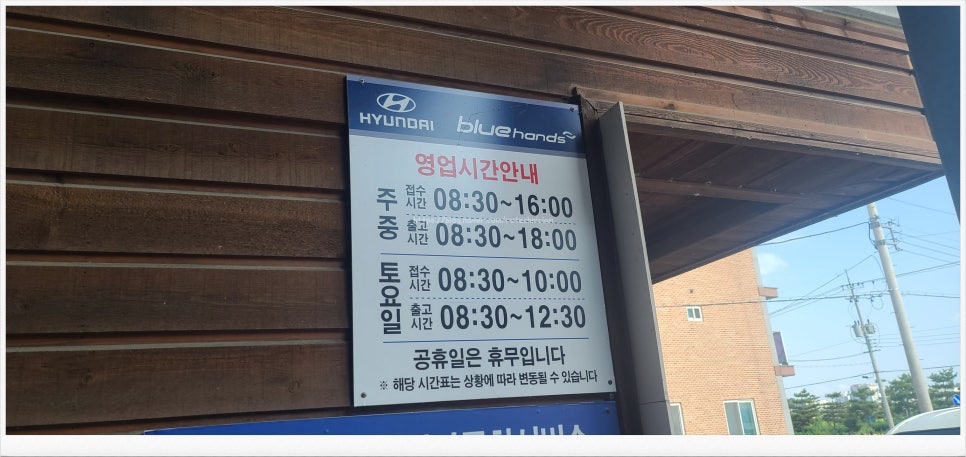 HYUNDAI bluehands
영업시간안내
주중 접수시간 08:30~16:00
출고시간 08:30~18:00
토요일 접수시간 08:30~10:00
출고시간 08:30~12:30
공휴일은 휴무입니다
※ 해당 시간표는 상황에 따라 변동될 수 있습니다